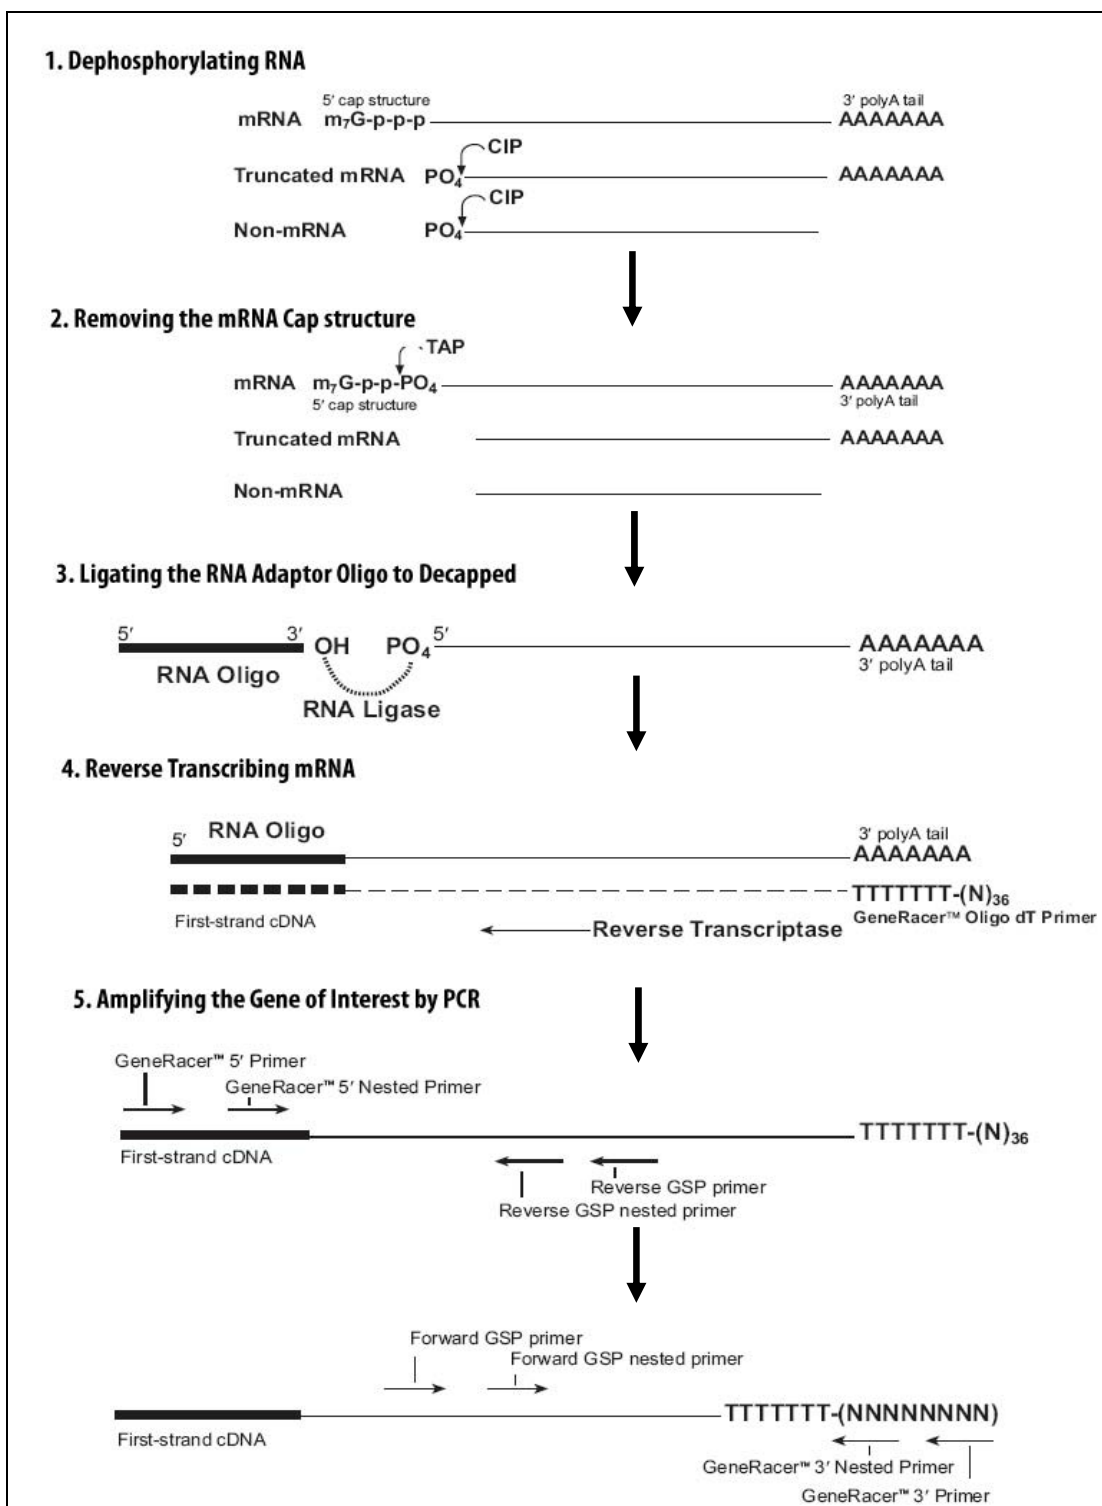 1. Dephosphorylating RNA
5′ cap structure
3′ polyA tail
mRNA m₇G-p-p-p AAAAAAA
CIP
Truncated mRNA PO₄ AAAAAAA
CIP
Non-mRNA PO₄
2. Removing the mRNA Cap structure
TAP
mRNA m₇G-p-p-PO₄ AAAAAAA
5′ cap structure 3′ polyA tail
Truncated mRNA AAAAAAA
Non-mRNA
3. Ligating the RNA Adaptor Oligo to Decapped
5′ 3′ OH PO₄ 5′ AAAAAAA
RNA Oligo 3′ polyA tail
RNA Ligase
4. Reverse Transcribing mRNA
5′ RNA Oligo 3′ polyA tail
AAAAAAA
TTTTTTT-(N)₃₆
First-strand cDNA GeneRacer™ Oligo dT Primer
Reverse Transcriptase
5. Amplifying the Gene of Interest by PCR
GeneRacer™ 5′ Primer
GeneRacer™ 5′ Nested Primer
TTTTTTT-(N)₃₆
First-strand cDNA
Reverse GSP primer
Reverse GSP nested primer
Forward GSP primer
Forward GSP nested primer
TTTTTTT-(NNNNNNNN)
First-strand cDNA
GeneRacer™ 3′ Nested Primer
GeneRacer™ 3′ Primer